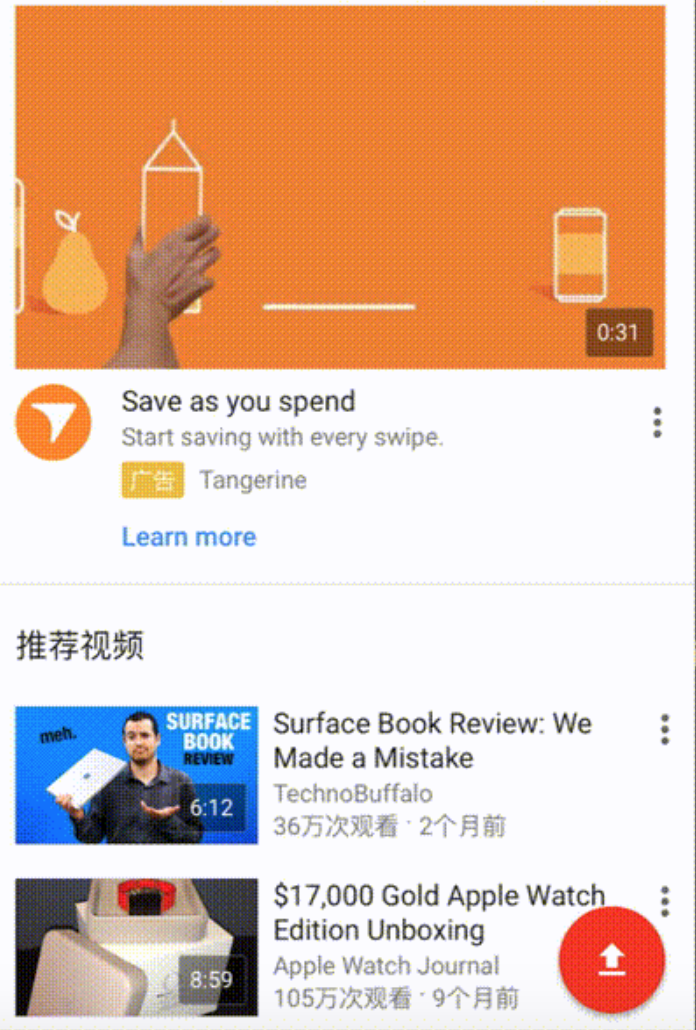 0:31
Save as you spend
Start saving with every swipe.
广告 Tangerine
Learn more
推荐视频
meh.
SURFACE
BOOK
REVIEW
6:12
Surface Book Review: We
Made a Mistake
TechnoBuffalo
36万次观看 · 2个月前
8:59
$17,000 Gold Apple Watch
Edition Unboxing
Apple Watch Journal
105万次观看 · 9个月前